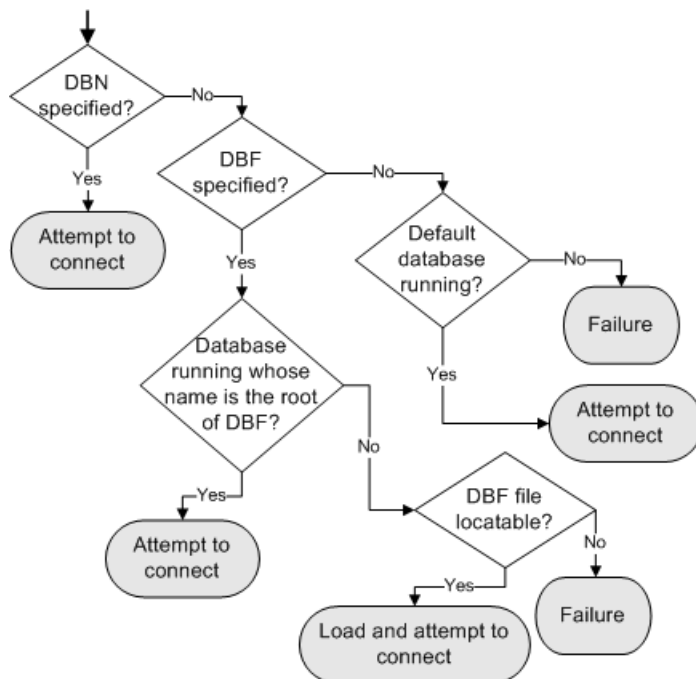 DBN
specified?
No
Yes
Attempt to
connect
DBF
specified?
No
Yes
Default
database
running?
No
Failure
Yes
Attempt to
connect
Database
running whose
name is the root
of DBF?
No
Yes
Attempt to
connect
DBF file
locatable?
No
Yes
Failure
Load and attempt to
connect